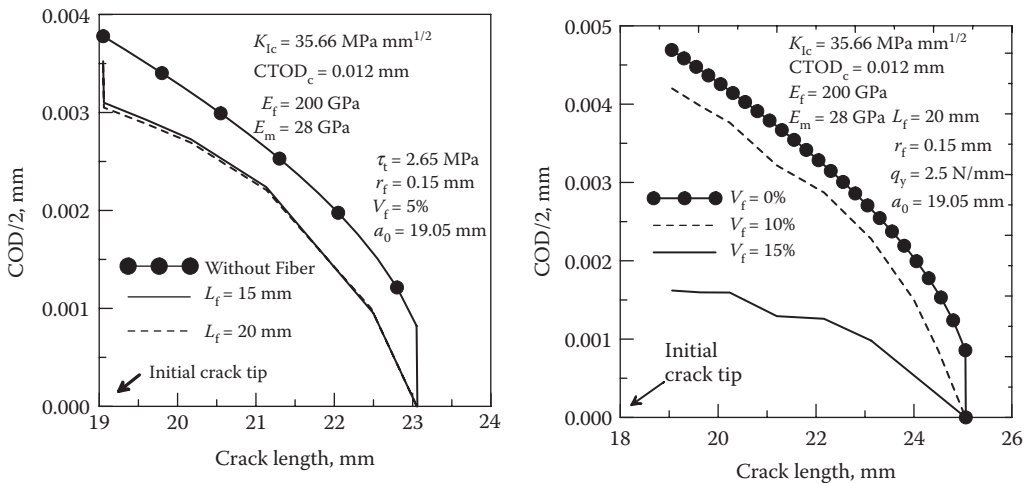 0.004
0.003
0.002
0.001
0.000
COD/2, mm
K_Ic = 35.66 MPa mm^1/2
CTOD_c = 0.012 mm
E_f = 200 GPa
E_m = 28 GPa
τ_t = 2.65 MPa
r_f = 0.15 mm
V_f = 5%
a_0 = 19.05 mm
Without Fiber
L_f = 15 mm
L_f = 20 mm
Initial crack tip
19 20 21 22 23 24
Crack length, mm
0.005
0.004
0.003
0.002
0.001
0.000
COD/2, mm
K_Ic = 35.66 MPa mm^1/2
CTOD_c = 0.012 mm
E_f = 200 GPa
E_m = 28 GPa L_f = 20 mm
r_f = 0.15 mm
q_y = 2.5 N/mm
a_0 = 19.05 mm
V_f = 0%
V_f = 10%
V_f = 15%
Initial
crack tip
18 20 22 24 26
Crack length, mm